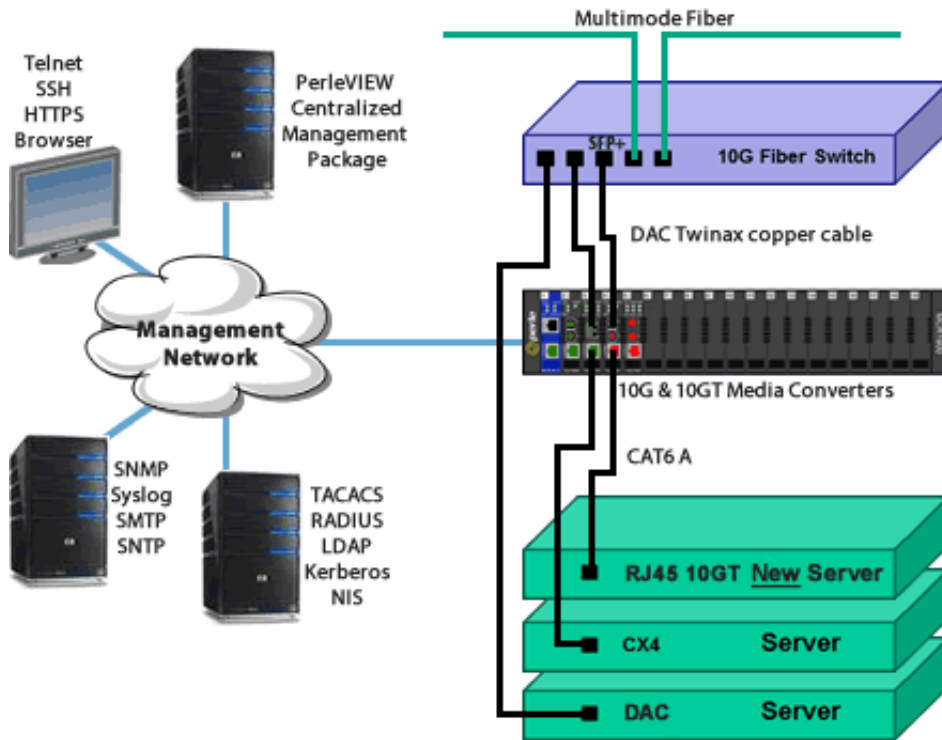 Multimode Fiber
Telnet
SSH
HTTPS
Browser
PerleVIEW
Centralized
Management
Package
SFP+
10G Fiber Switch
DAC Twinax copper cable
Management
Network
perle
10G & 10GT Media Converters
CAT6 A
SNMP
Syslog
SMTP
SNTP
TACACS
RADIUS
LDAP
Kerberos
NIS
RJ45 10GT New Server
CX4 Server
DAC Server